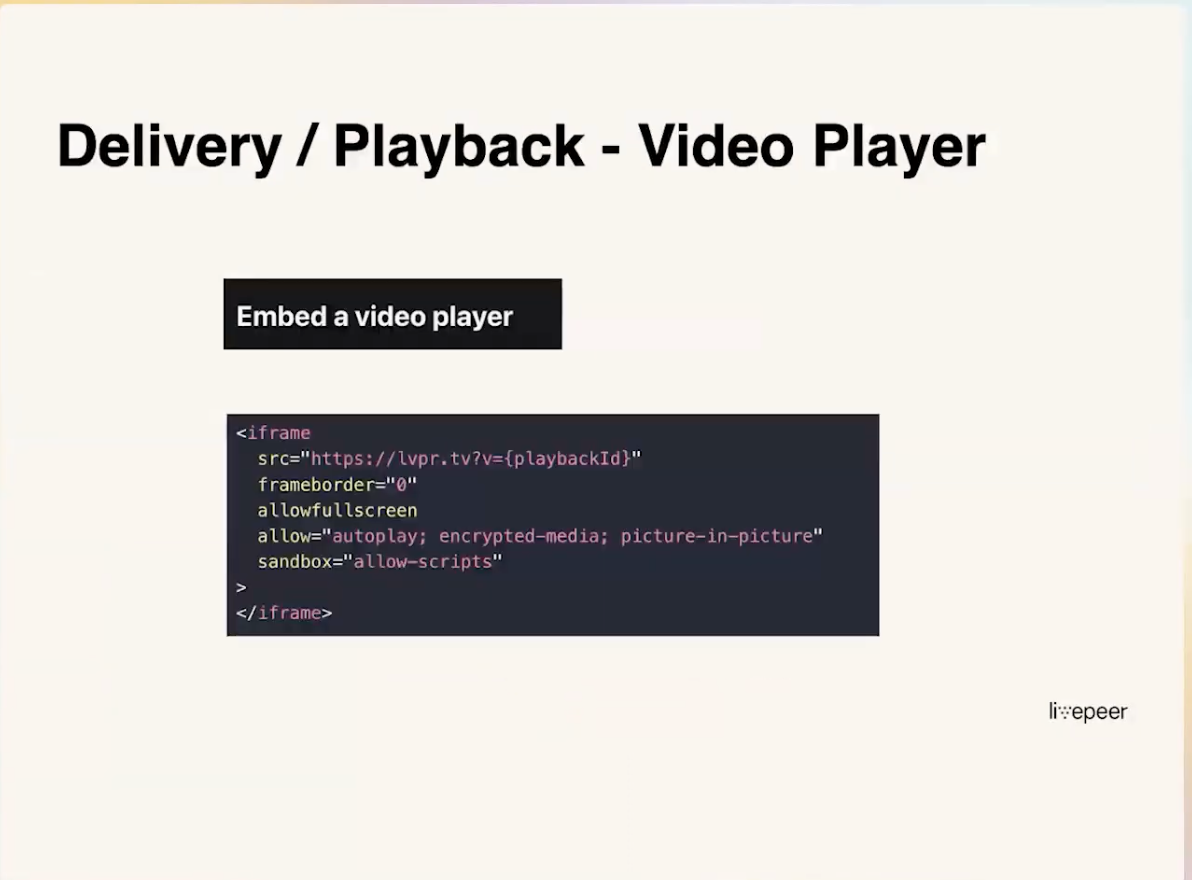 Delivery / Playback - Video Player
Embed a video player
<iframe
  src="https://lvpr.tv?v={playbackId}"
  frameborder="0"
  allowfullscreen
  allow="autoplay; encrypted-media; picture-in-picture"
  sandbox="allow-scripts"
>
</iframe>
livepeer